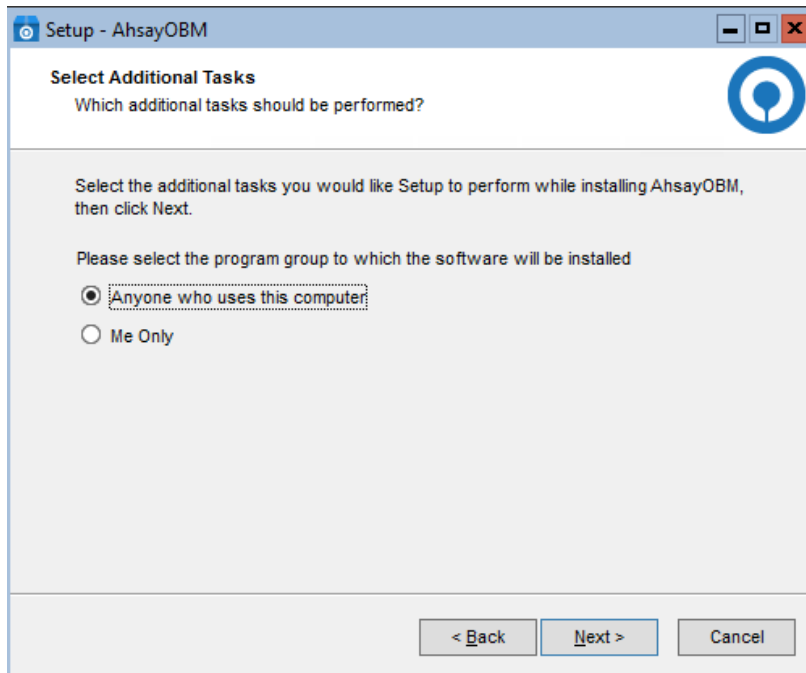 Setup - AhsayOBM
Select Additional Tasks
Which additional tasks should be performed?
Select the additional tasks you would like Setup to perform while installing AhsayOBM,
then click Next.
Please select the program group to which the software will be installed
Anyone who uses this computer
Me Only
< Back
Next >
Cancel